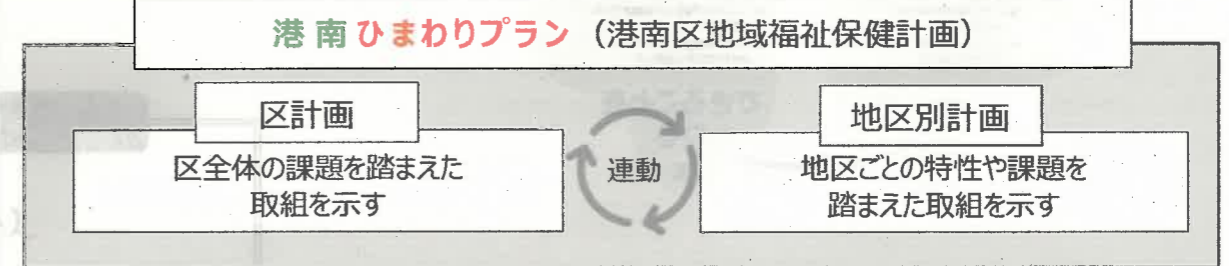 港南ひまわりプラン（港南区地域福祉保健計画）
区計画
区全体の課題を踏まえた
取組を示す
連動
地区別計画
地区ごとの特性や課題を
踏まえた取組を示す